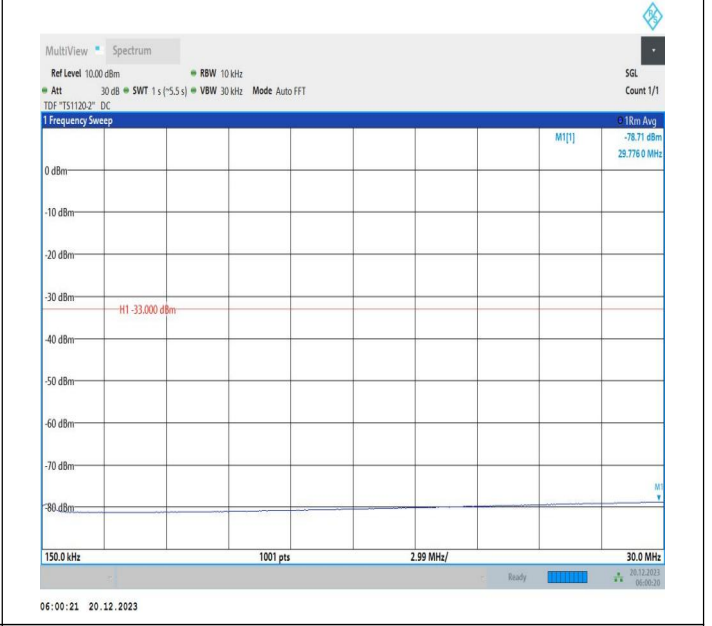 R S
MultiView Spectrum
Ref Level 10.00 dBm RBW 10 kHz SGL
Att 30 dB SWT 1 s (~5.5 s) VBW 30 kHz Mode Auto FFT Count 1/1
TDF "TS1120-2" DC
1 Frequency Sweep 1Rm Avg
M1[1] -78.71 dBm
29.776 0 MHz
0 dBm
-10 dBm
-20 dBm
-30 dBm
H1 -33.000 dBm
-40 dBm
-50 dBm
-60 dBm
-70 dBm
M1
-80 dBm
150.0 kHz 1001 pts 2.99 MHz/ 30.0 MHz
Ready 20.12.2023
06:00:20
06:00:21 20.12.2023